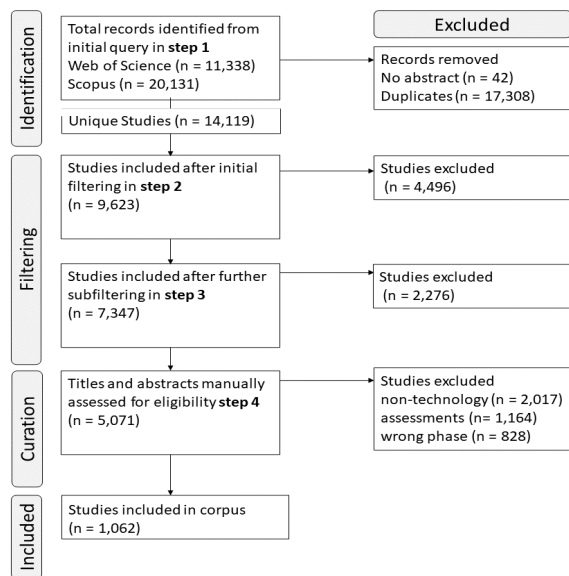 Identification
Total records identified from
initial query in step 1
Web of Science (n = 11,338)
Scopus (n = 20,131)
Unique Studies (n = 14,119)
Excluded
Records removed
No abstract (n = 42)
Duplicates (n = 17,308)
Filtering
Studies included after initial
filtering in step 2
(n = 9,623)
Studies excluded
(n = 4,496)
Studies included after further
subfiltering in step 3
(n = 7,347)
Studies excluded
(n = 2,276)
Curation
Titles and abstracts manually
assessed for eligibility step 4
(n = 5,071)
Studies excluded
non-technology (n = 2,017)
assessments (n= 1,164)
wrong phase (n = 828)
Included
Studies included in corpus
(n = 1,062)